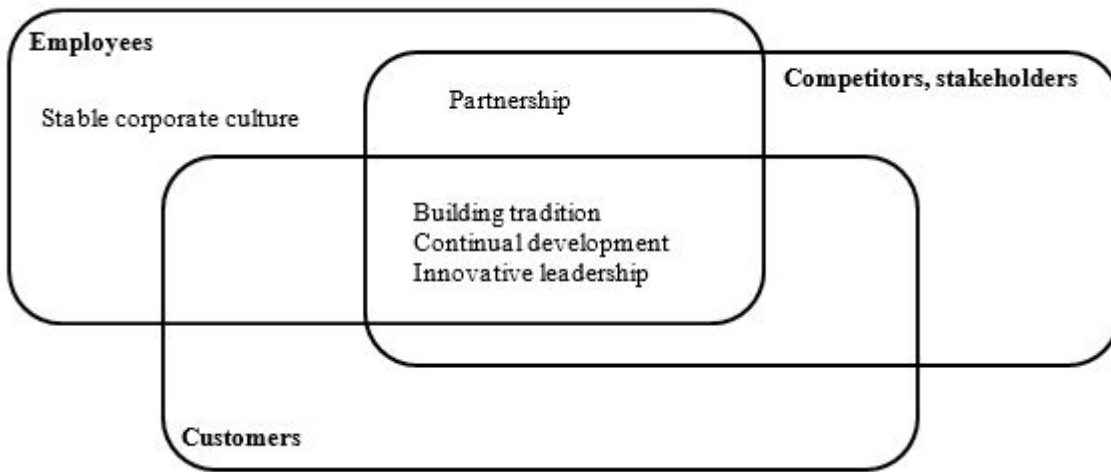 Employees
Competitors, stakeholders
Partnership
Stable corporate culture
Building tradition
Continual development
Innovative leadership
Customers